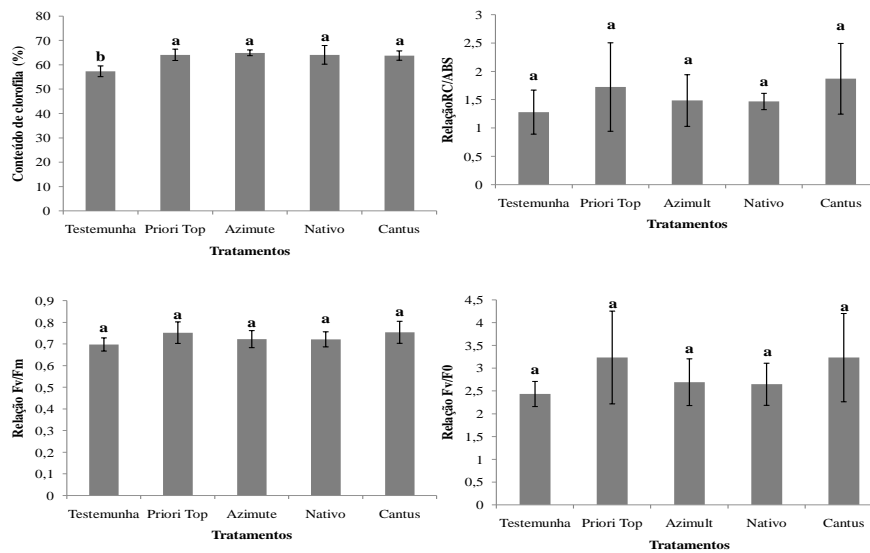 Conteúdo de clorofila (%)
80
70
60
50
40
30
20
10
0
b
a
a
a
a
Testemunha Priori Top Azimute Nativo Cantus
Tratamentos
RelaçãoRC/ABS
3
2,5
2
1,5
1
0,5
0
a
a
a
a
a
Testemunha Priori Top Azimult Nativo Cantus
Tratamentos
Relação Fv/Fm
0,9
0,8
0,7
0,6
0,5
0,4
0,3
0,2
0,1
0
a
a
a
a
a
Testemunha Priori Top Azimute Nativo Cantus
Tratamentos
Relação Fv/F0
4,5
4
3,5
3
2,5
2
1,5
1
0,5
0
a
a
a
a
a
Testemunha Priori Top Azimult Nativo Cantus
Tratamentos